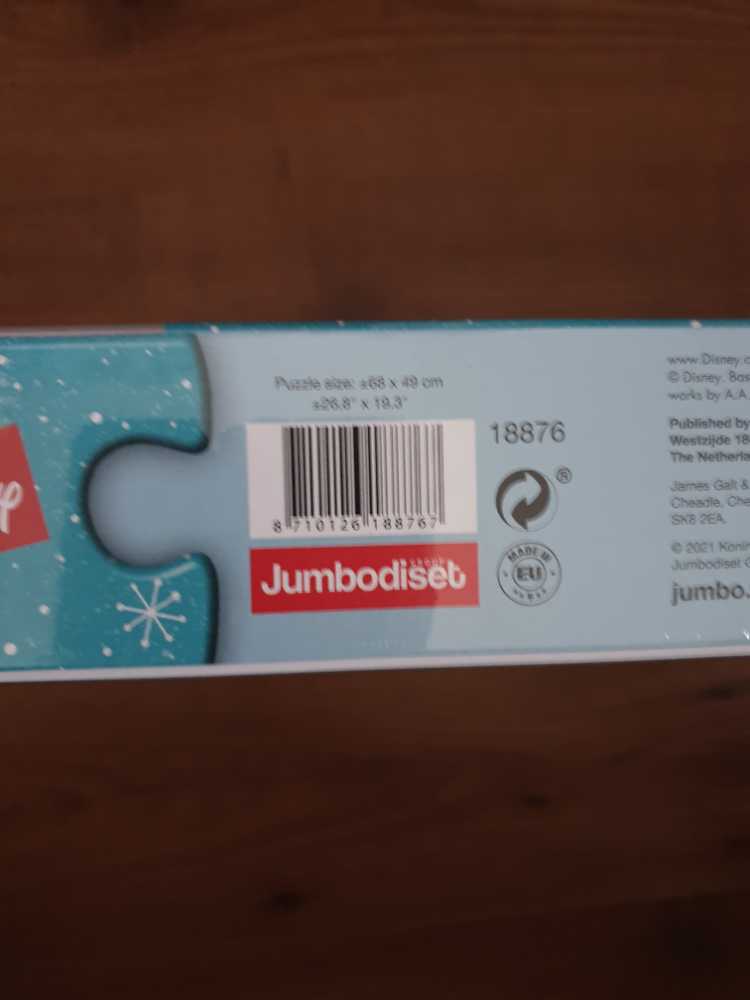 Puzzle size: ±68 x 49 cm
±26.8" x 19.3"
8 710126 188767
GROUP
Jumbodiset
18876
®
MADE IN
EU
www.Disney.c
© Disney. Bas
works by A.A.
Published by
Westzijde 18
The Netherla
James Galt &
Cheadle, Che
SK8 2EA.
© 2021 Konin
Jumbodiset G
jumbo.